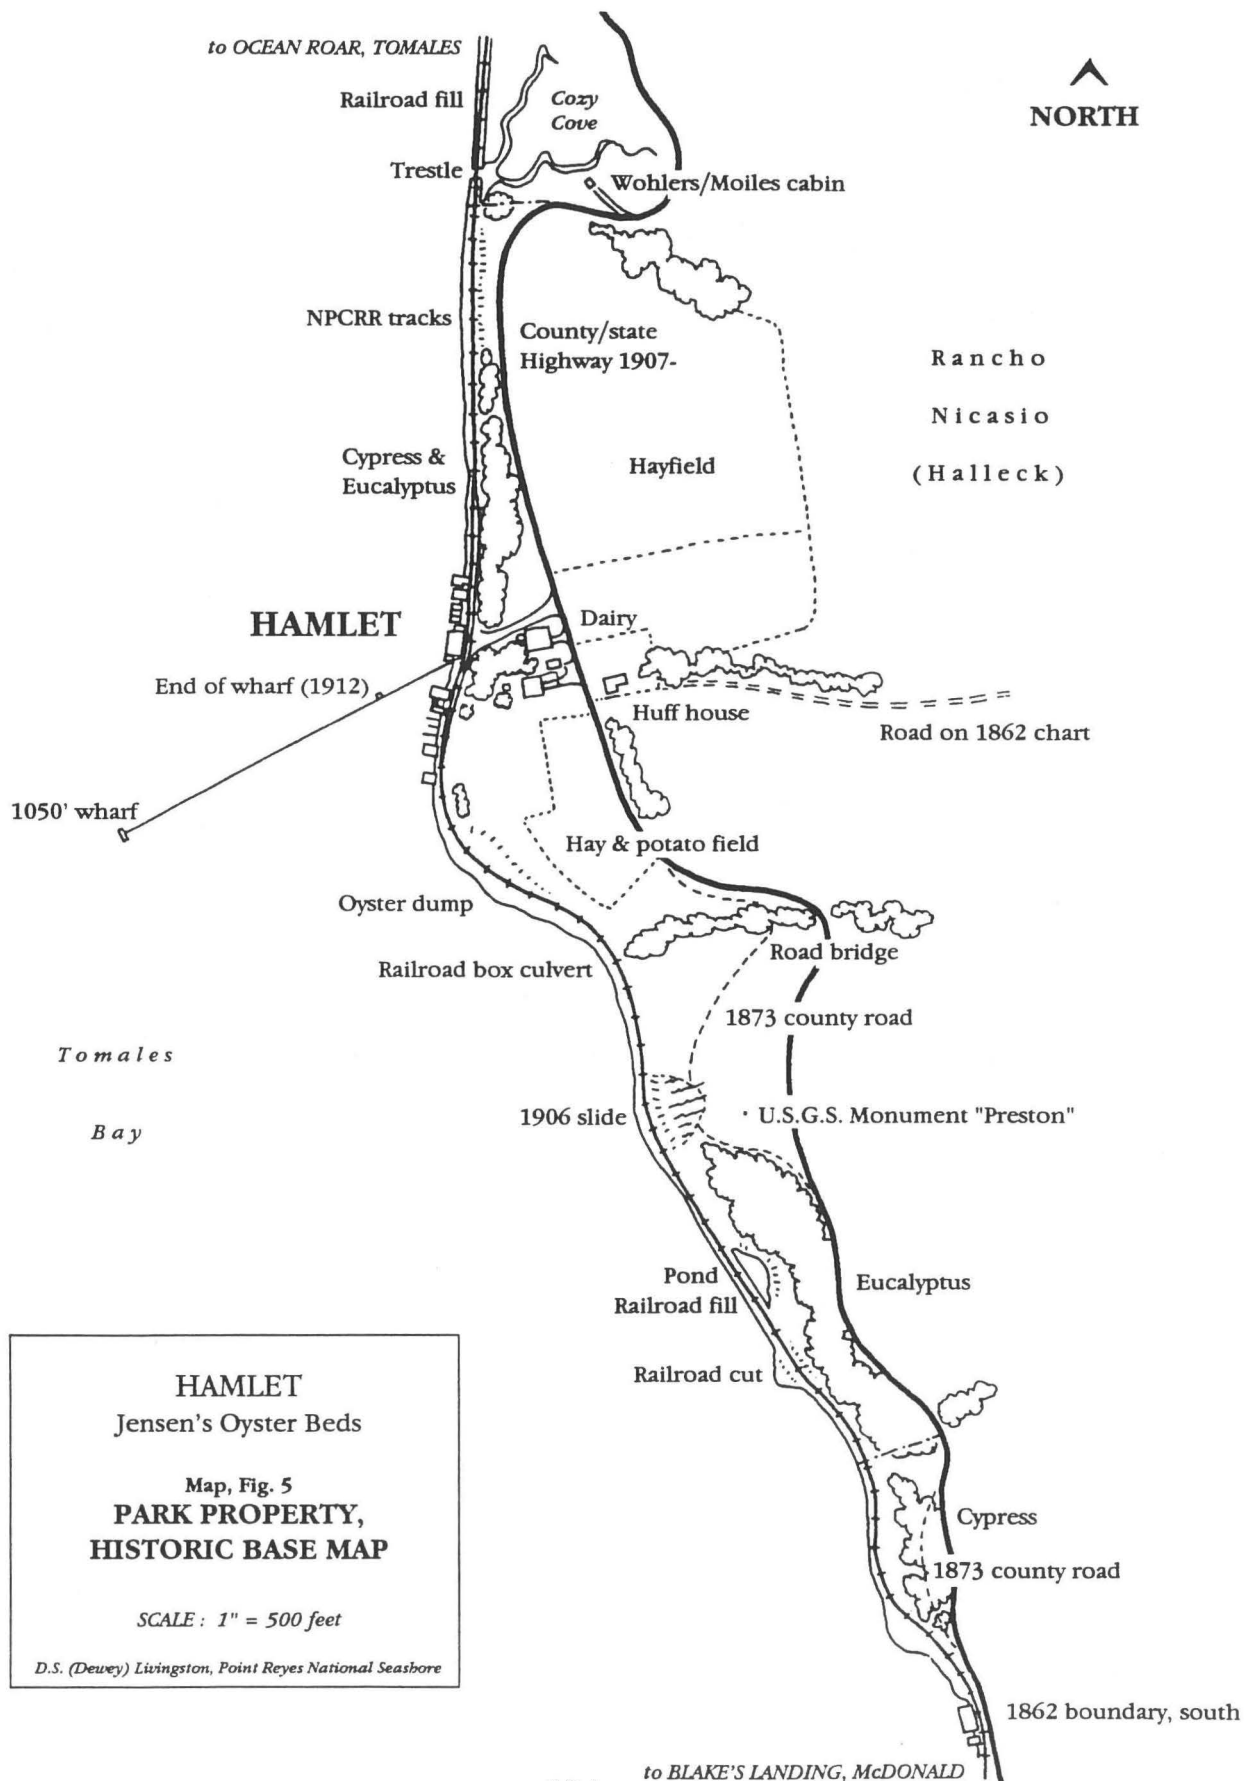 to OCEAN ROAR, TOMALES
Railroad fill
Cozy
Cove
NORTH
Trestle
Wohlers/Moiles cabin
NPCRR tracks
County/state
Highway 1907-
Rancho
Nicasio
(Halleck)
Cypress &
Eucalyptus
Hayfield
HAMLET
Dairy
End of wharf (1912)
Huff house
Road on 1862 chart
1050' wharf
Hay & potato field
Oyster dump
Railroad box culvert
Road bridge
1873 county road
Tomales
Bay
1906 slide
U.S.G.S. Monument "Preston"
Pond
Railroad fill
Eucalyptus
Railroad cut
Cypress
1873 county road
1862 boundary, south
to BLAKE'S LANDING, McDONALD
HAMLET
Jensen's Oyster Beds
Map, Fig. 5
PARK PROPERTY,
HISTORIC BASE MAP
SCALE : 1" = 500 feet
D.S. (Dewey) Livingston, Point Reyes National Seashore